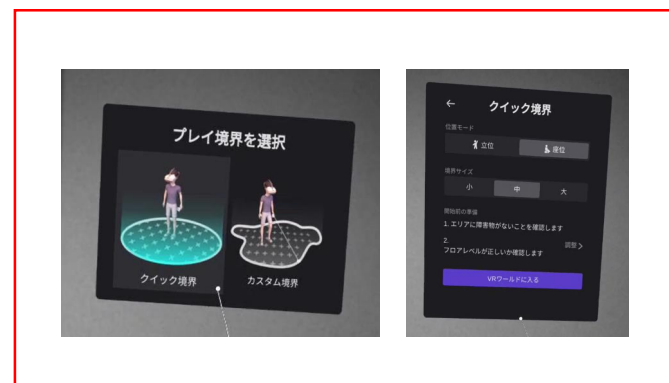 プレイ境界を選択
クイック境界
カスタム境界
← クイック境界
位置モード
立位
座位
境界サイズ
小
中
大
開始前の準備
1. エリアに障害物がないことを確認します
2.
フロアレベルが正しいか確認します
調整 >
VRワールドに入る